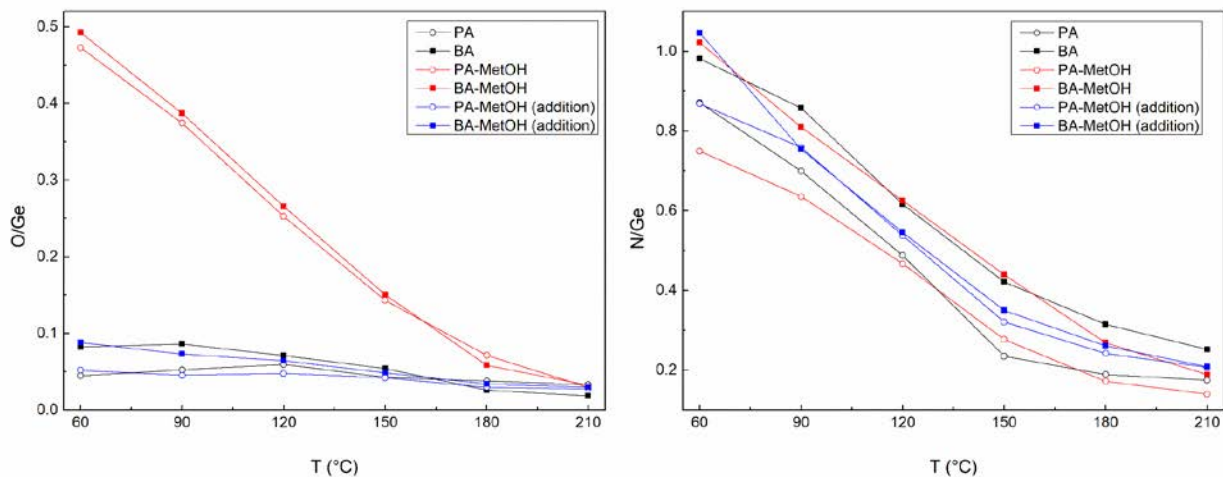 0.5
0.4
0.3
0.2
0.1
0.0
O/Ge
60 90 120 150 180 210
T (°C)
PA
BA
PA-MetOH
BA-MetOH
PA-MetOH (addition)
BA-MetOH (addition)
1.0
0.8
0.6
0.4
0.2
N/Ge
60 90 120 150 180 210
T (°C)
PA
BA
PA-MetOH
BA-MetOH
PA-MetOH (addition)
BA-MetOH (addition)